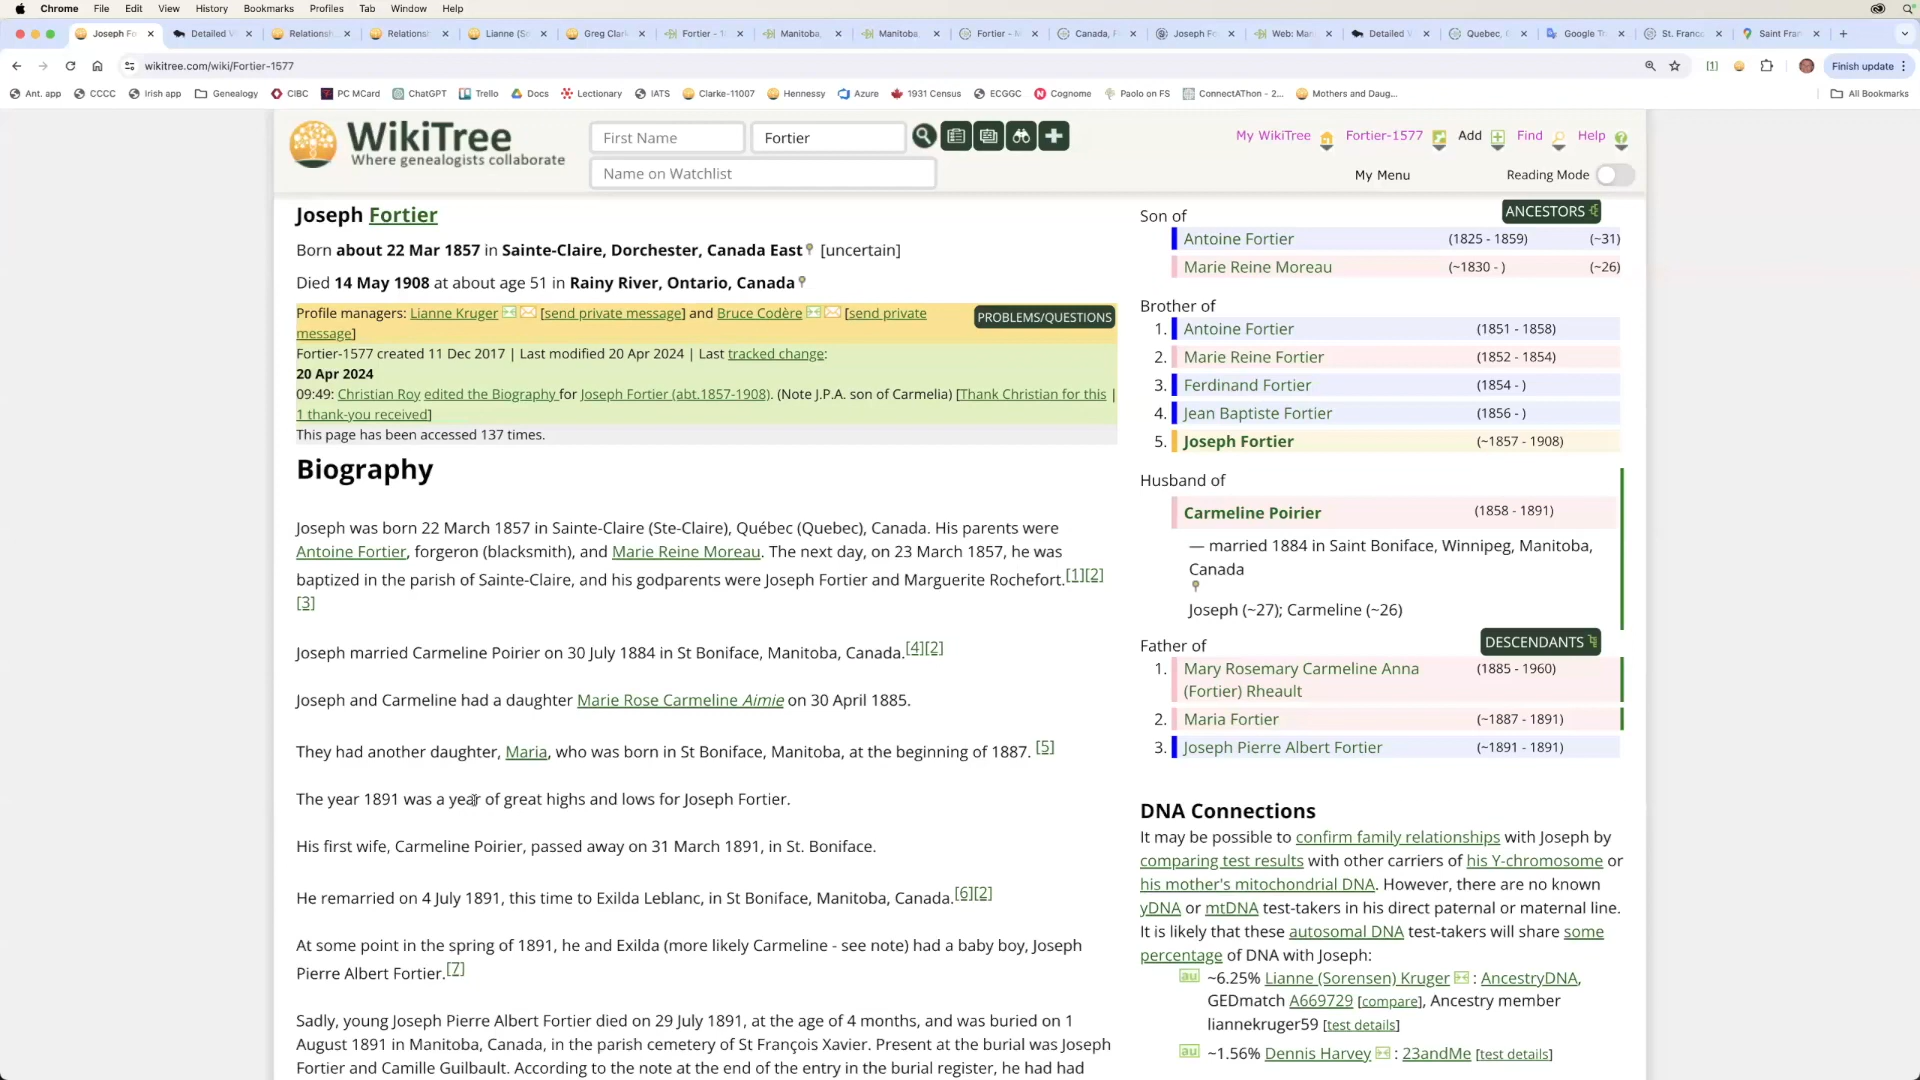 Chrome File Edit View History Bookmarks Profiles Tab Window Help
Joseph Fo Detailed V Relationsh Relations Lianne (S Greg Clar Fortier - 1 Manitoba, Manitoba, Fortier - M Canada, F Joseph Fo Web: Man Detailed V Quebec, Google Tr St. Franc Saint Fran
wikitree.com/wiki/Fortier-1577 Finish update
Ant. app CCCC Irish app Genealogy CIBC PC MCard ChatGPT Trello Docs Lectionary IATS Clarke-11007 Hennessy Azure 1931 Census ECGGC Cognome Paolo on FS ConnectAThon - 2... Mothers and Daug... All Bookmarks
WikiTree
Where genealogists collaborate
First Name Fortier
Name on Watchlist
My WikiTree Fortier-1577 Add Find Help
My Menu Reading Mode
Joseph Fortier
Born about 22 Mar 1857 in Sainte-Claire, Dorchester, Canada East [uncertain]
Died 14 May 1908 at about age 51 in Rainy River, Ontario, Canada
Profile managers: Lianne Kruger [send private message] and Bruce Codère [send private
message]
PROBLEMS/QUESTIONS
Fortier-1577 created 11 Dec 2017 | Last modified 20 Apr 2024 | Last tracked change:
20 Apr 2024
09:49: Christian Roy edited the Biography for Joseph Fortier (abt.1857-1908). (Note J.P.A. son of Carmelia) [Thank Christian for this |
1 thank-you received]
This page has been accessed 137 times.
Biography
Joseph was born 22 March 1857 in Sainte-Claire (Ste-Claire), Québec (Quebec), Canada. His parents were
Antoine Fortier, forgeron (blacksmith), and Marie Reine Moreau. The next day, on 23 March 1857, he was
baptized in the parish of Sainte-Claire, and his godparents were Joseph Fortier and Marguerite Rochefort.[1][2]
[3]
Joseph married Carmeline Poirier on 30 July 1884 in St Boniface, Manitoba, Canada.[4][2]
Joseph and Carmeline had a daughter Marie Rose Carmeline Aimie on 30 April 1885.
They had another daughter, Maria, who was born in St Boniface, Manitoba, at the beginning of 1887. [5]
The year 1891 was a year of great highs and lows for Joseph Fortier.
His first wife, Carmeline Poirier, passed away on 31 March 1891, in St. Boniface.
He remarried on 4 July 1891, this time to Exilda Leblanc, in St Boniface, Manitoba, Canada.[6][2]
At some point in the spring of 1891, he and Exilda (more likely Carmeline - see note) had a baby boy, Joseph
Pierre Albert Fortier.[7]
Sadly, young Joseph Pierre Albert Fortier died on 29 July 1891, at the age of 4 months, and was buried on 1
August 1891 in Manitoba, Canada, in the parish cemetery of St François Xavier. Present at the burial was Joseph
Fortier and Camille Guilbault. According to the note at the end of the entry in the burial register, he had had
Son of ANCESTORS
Antoine Fortier (1825 - 1859) (~31)
Marie Reine Moreau (~1830 - ) (~26)
Brother of
1. Antoine Fortier (1851 - 1858)
2. Marie Reine Fortier (1852 - 1854)
3. Ferdinand Fortier (1854 - )
4. Jean Baptiste Fortier (1856 - )
5. Joseph Fortier (~1857 - 1908)
Husband of
Carmeline Poirier (1858 - 1891)
— married 1884 in Saint Boniface, Winnipeg, Manitoba,
Canada
Joseph (~27); Carmeline (~26)
Father of DESCENDANTS
1. Mary Rosemary Carmeline Anna (1885 - 1960)
(Fortier) Rheault
2. Maria Fortier (~1887 - 1891)
3. Joseph Pierre Albert Fortier (~1891 - 1891)
DNA Connections
It may be possible to confirm family relationships with Joseph by
comparing test results with other carriers of his Y-chromosome or
his mother's mitochondrial DNA. However, there are no known
yDNA or mtDNA test-takers in his direct paternal or maternal line.
It is likely that these autosomal DNA test-takers will share some
percentage of DNA with Joseph:
au ~6.25% Lianne (Sorensen) Kruger : AncestryDNA,
GEDmatch A669729 [compare], Ancestry member
liannekruger59 [test details]
au ~1.56% Dennis Harvey : 23andMe [test details]